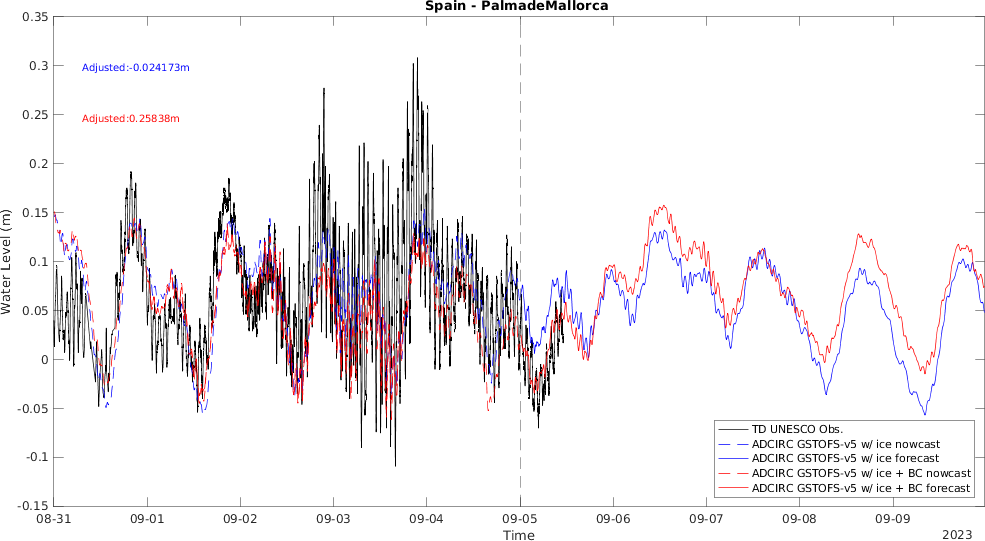 Spain - PalmadeMallorca
0.35
0.3
0.25
0.2
0.15
0.1
0.05
0
-0.05
-0.1
-0.15
Water Level (m)
Adjusted:-0.024173m
Adjusted:0.25838m
TD UNESCO Obs.
ADCIRC GSTOFS-v5 w/ ice nowcast
ADCIRC GSTOFS-v5 w/ ice forecast
ADCIRC GSTOFS-v5 w/ ice + BC nowcast
ADCIRC GSTOFS-v5 w/ ice + BC forecast
08-31 09-01 09-02 09-03 09-04 09-05 09-06 09-07 09-08 09-09
Time
2023